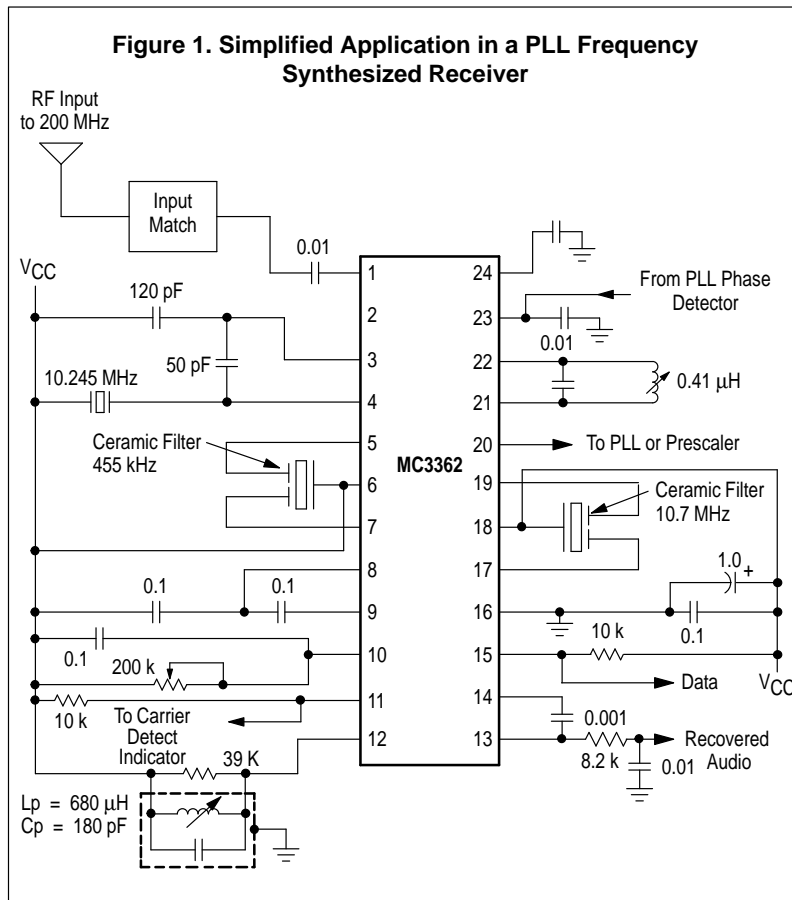 Figure 1. Simplified Application in a PLL Frequency
Synthesized Receiver
RF Input
to 200 MHz
Input
Match
0.01
VCC
120 pF
50 pF
10.245 MHz
Ceramic Filter
455 kHz
0.1
0.1
0.1
200 k
10 k
To Carrier
Detect
Indicator
39 K
Lp = 680 µH
Cp = 180 pF
1
2
3
4
5
6
7
8
9
10
11
12
MC3362
24
23
22
21
20
19
18
17
16
15
14
13
From PLL Phase
Detector
0.01
0.41 µH
To PLL or Prescaler
Ceramic Filter
10.7 MHz
1.0
+
0.1
10 k
Data
VCC
0.001
8.2 k
Recovered
Audio
0.01